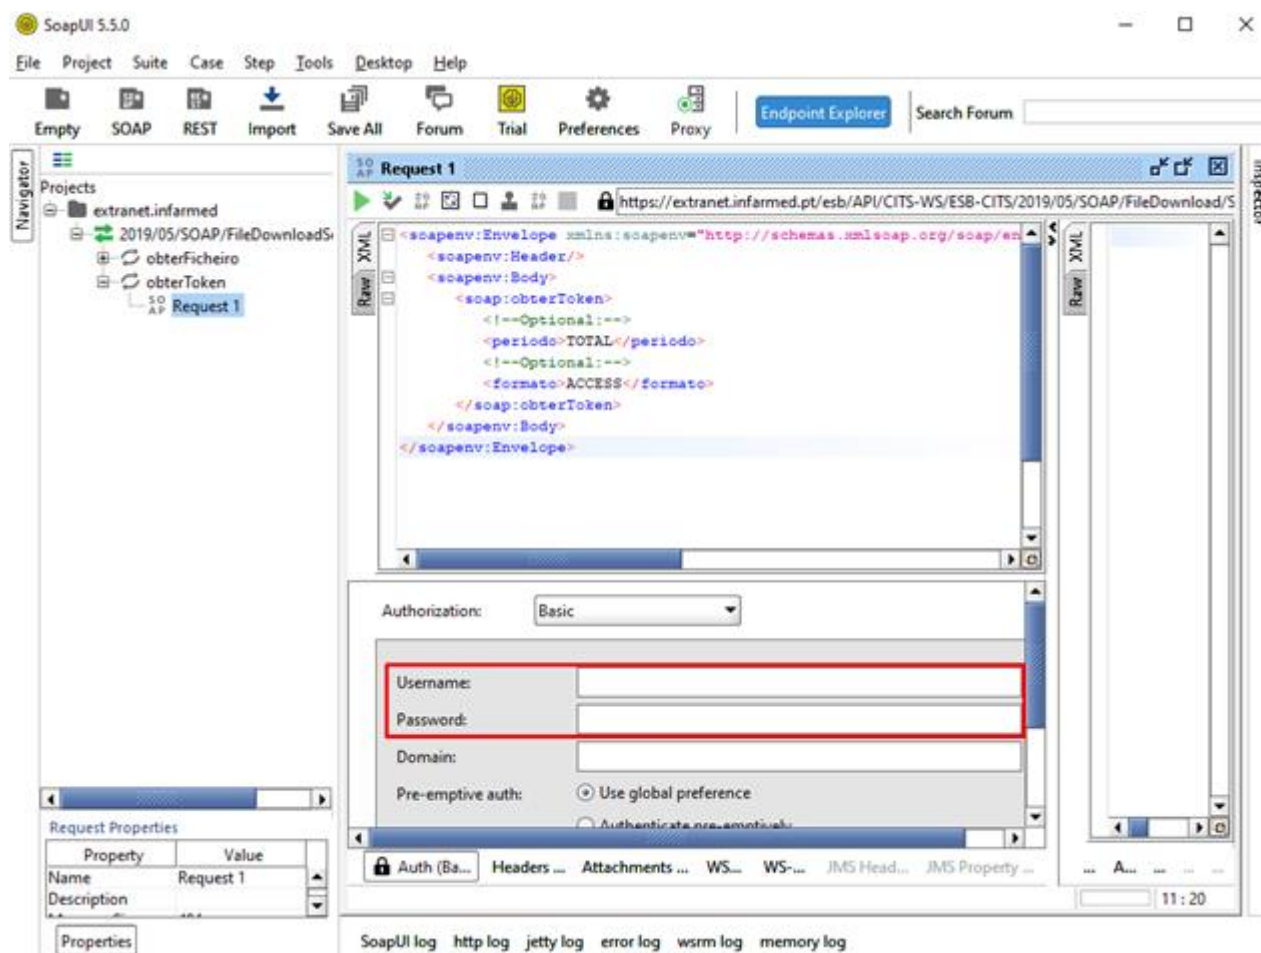 SoapUI 5.5.0
File Project Suite Case Step Tools Desktop Help
Empty SOAP REST Import Save All Forum Trial Preferences Proxy Endpoint Explorer Search Forum
Navigator
Projects
extranet.infarmed
2019/05/SOAP/FileDownloadS
obterFicheiro
obterToken
SOAP Request 1
SOAP Request 1
https://extranet.infarmed.pt/esb/API/CITS-WS/ESB-CITS/2019/05/SOAP/FileDownload/S
XML
Raw
<soapenv:Envelope xmlns:soapenv="http://schemas.xmlsoap.org/soap/en
<soapenv:Header/>
<soapenv:Body>
<soap:obterToken>
<!--Optional:-->
<periodo>TOTAL</periodo>
<!--Optional:-->
<formato>ACCESS</formato>
</soap:obterToken>
</soapenv:Body>
</soapenv:Envelope>
XML
Raw
Inspector
Authorization: Basic
Username:
Password:
Domain:
Pre-emptive auth: Use global preference
Authenticate pre-emptively
Auth (Ba... Headers ... Attachments ... WS... WS-... JMS Head... JMS Property ...
... A... ... ... ...
11 : 20
Request Properties
Property Value
Name Request 1
Description
Properties
SoapUI log http log jetty log error log wsrm log memory log